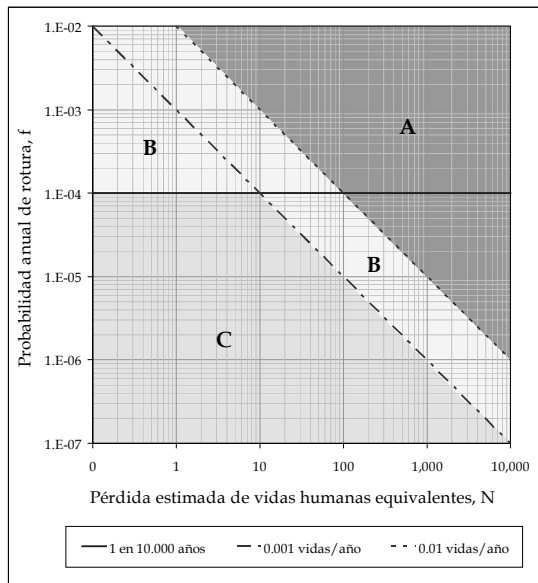 1.E-02
1.E-03
1.E-04
1.E-05
1.E-06
1.E-07
Probabilidad anual de rotura, f
A
B
B
C
0 1 10 100 1,000 10,000
Pérdida estimada de vidas humanas equivalentes, N
1 en 10.000 años 0.001 vidas/año 0.01 vidas/año